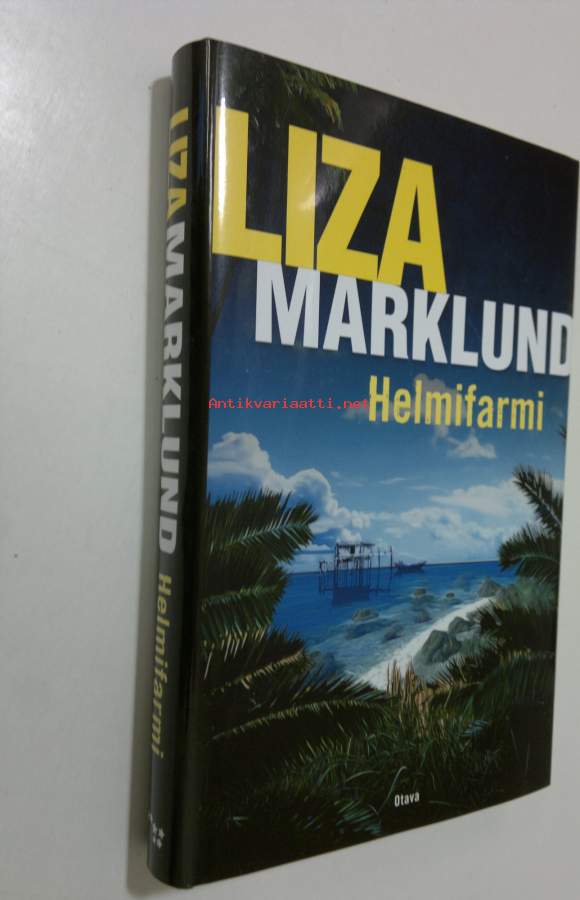 LIZA
MARKLUND
Helmifarmi
Otava
LIZA MARKLUND Helmifarmi
Antikvariaatti.net